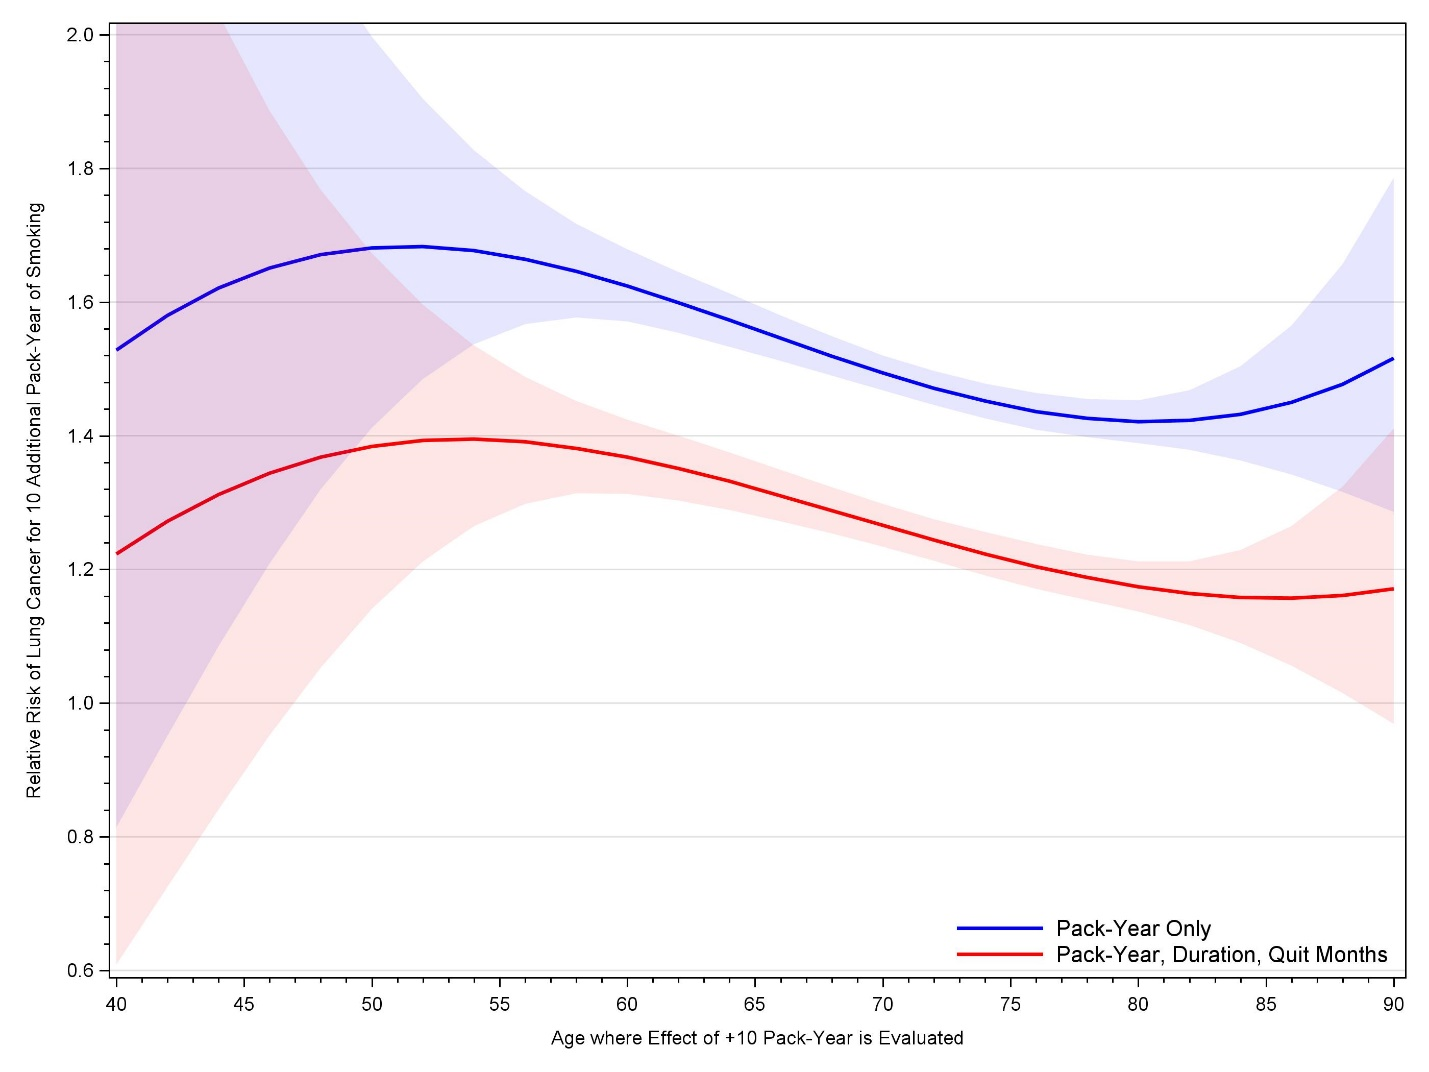 Relative Risk of Lung Cancer for 10 Additional Pack-Year of Smoking
2.0
1.8
1.6
1.4
1.2
1.0
0.8
0.6
Pack-Year Only
Pack-Year, Duration, Quit Months
40 45 50 55 60 65 70 75 80 85 90
Age where Effect of +10 Pack-Year is Evaluated